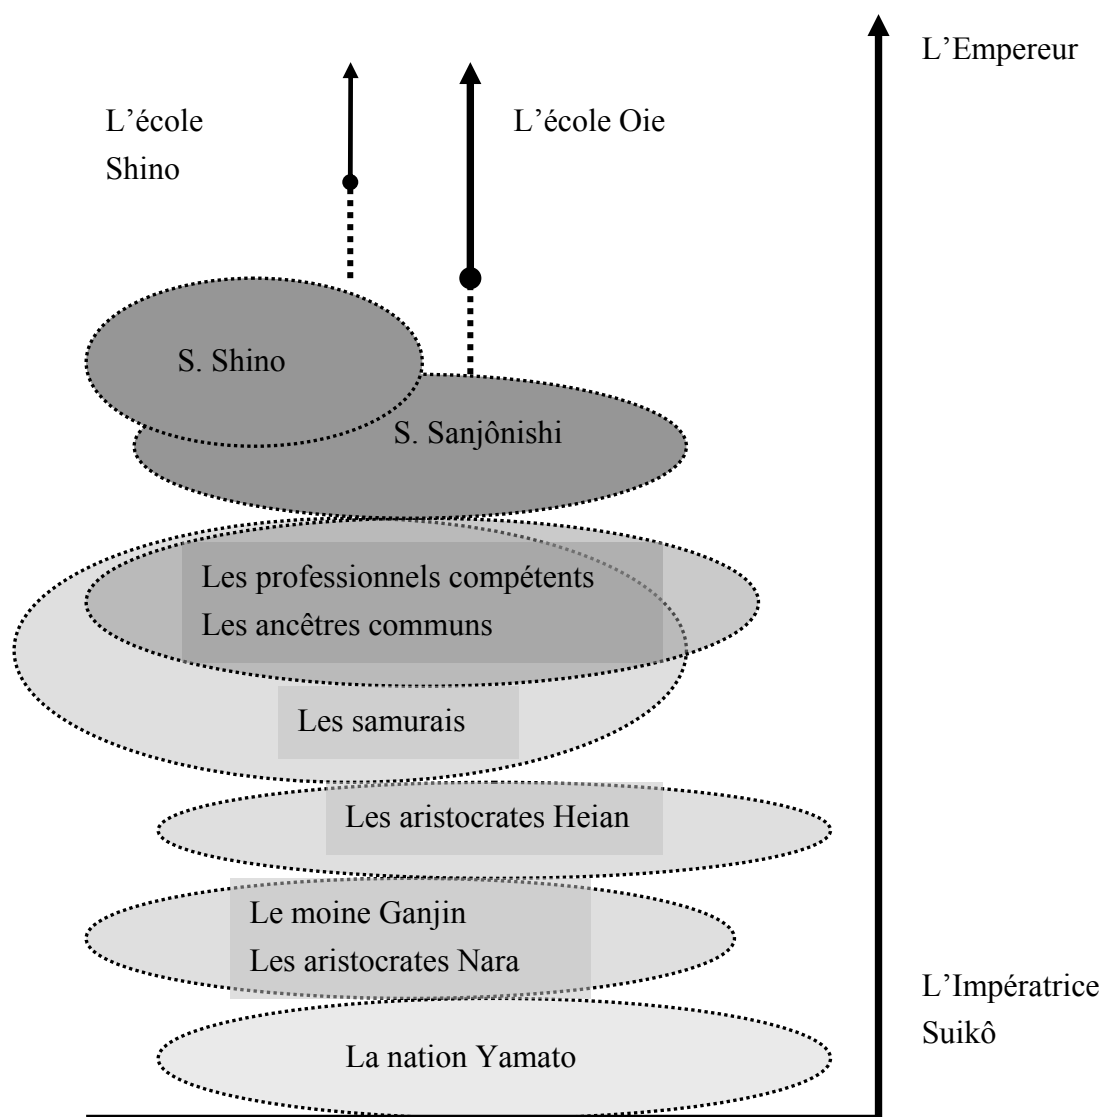 L’Empereur
L’école
Shino
L’école Oie
S. Shino
S. Sanjônishi
Les professionnels compétents
Les ancêtres communs
Les samurais
Les aristocrates Heian
Le moine Ganjin
Les aristocrates Nara
L’Impératrice
Suikô
La nation Yamato